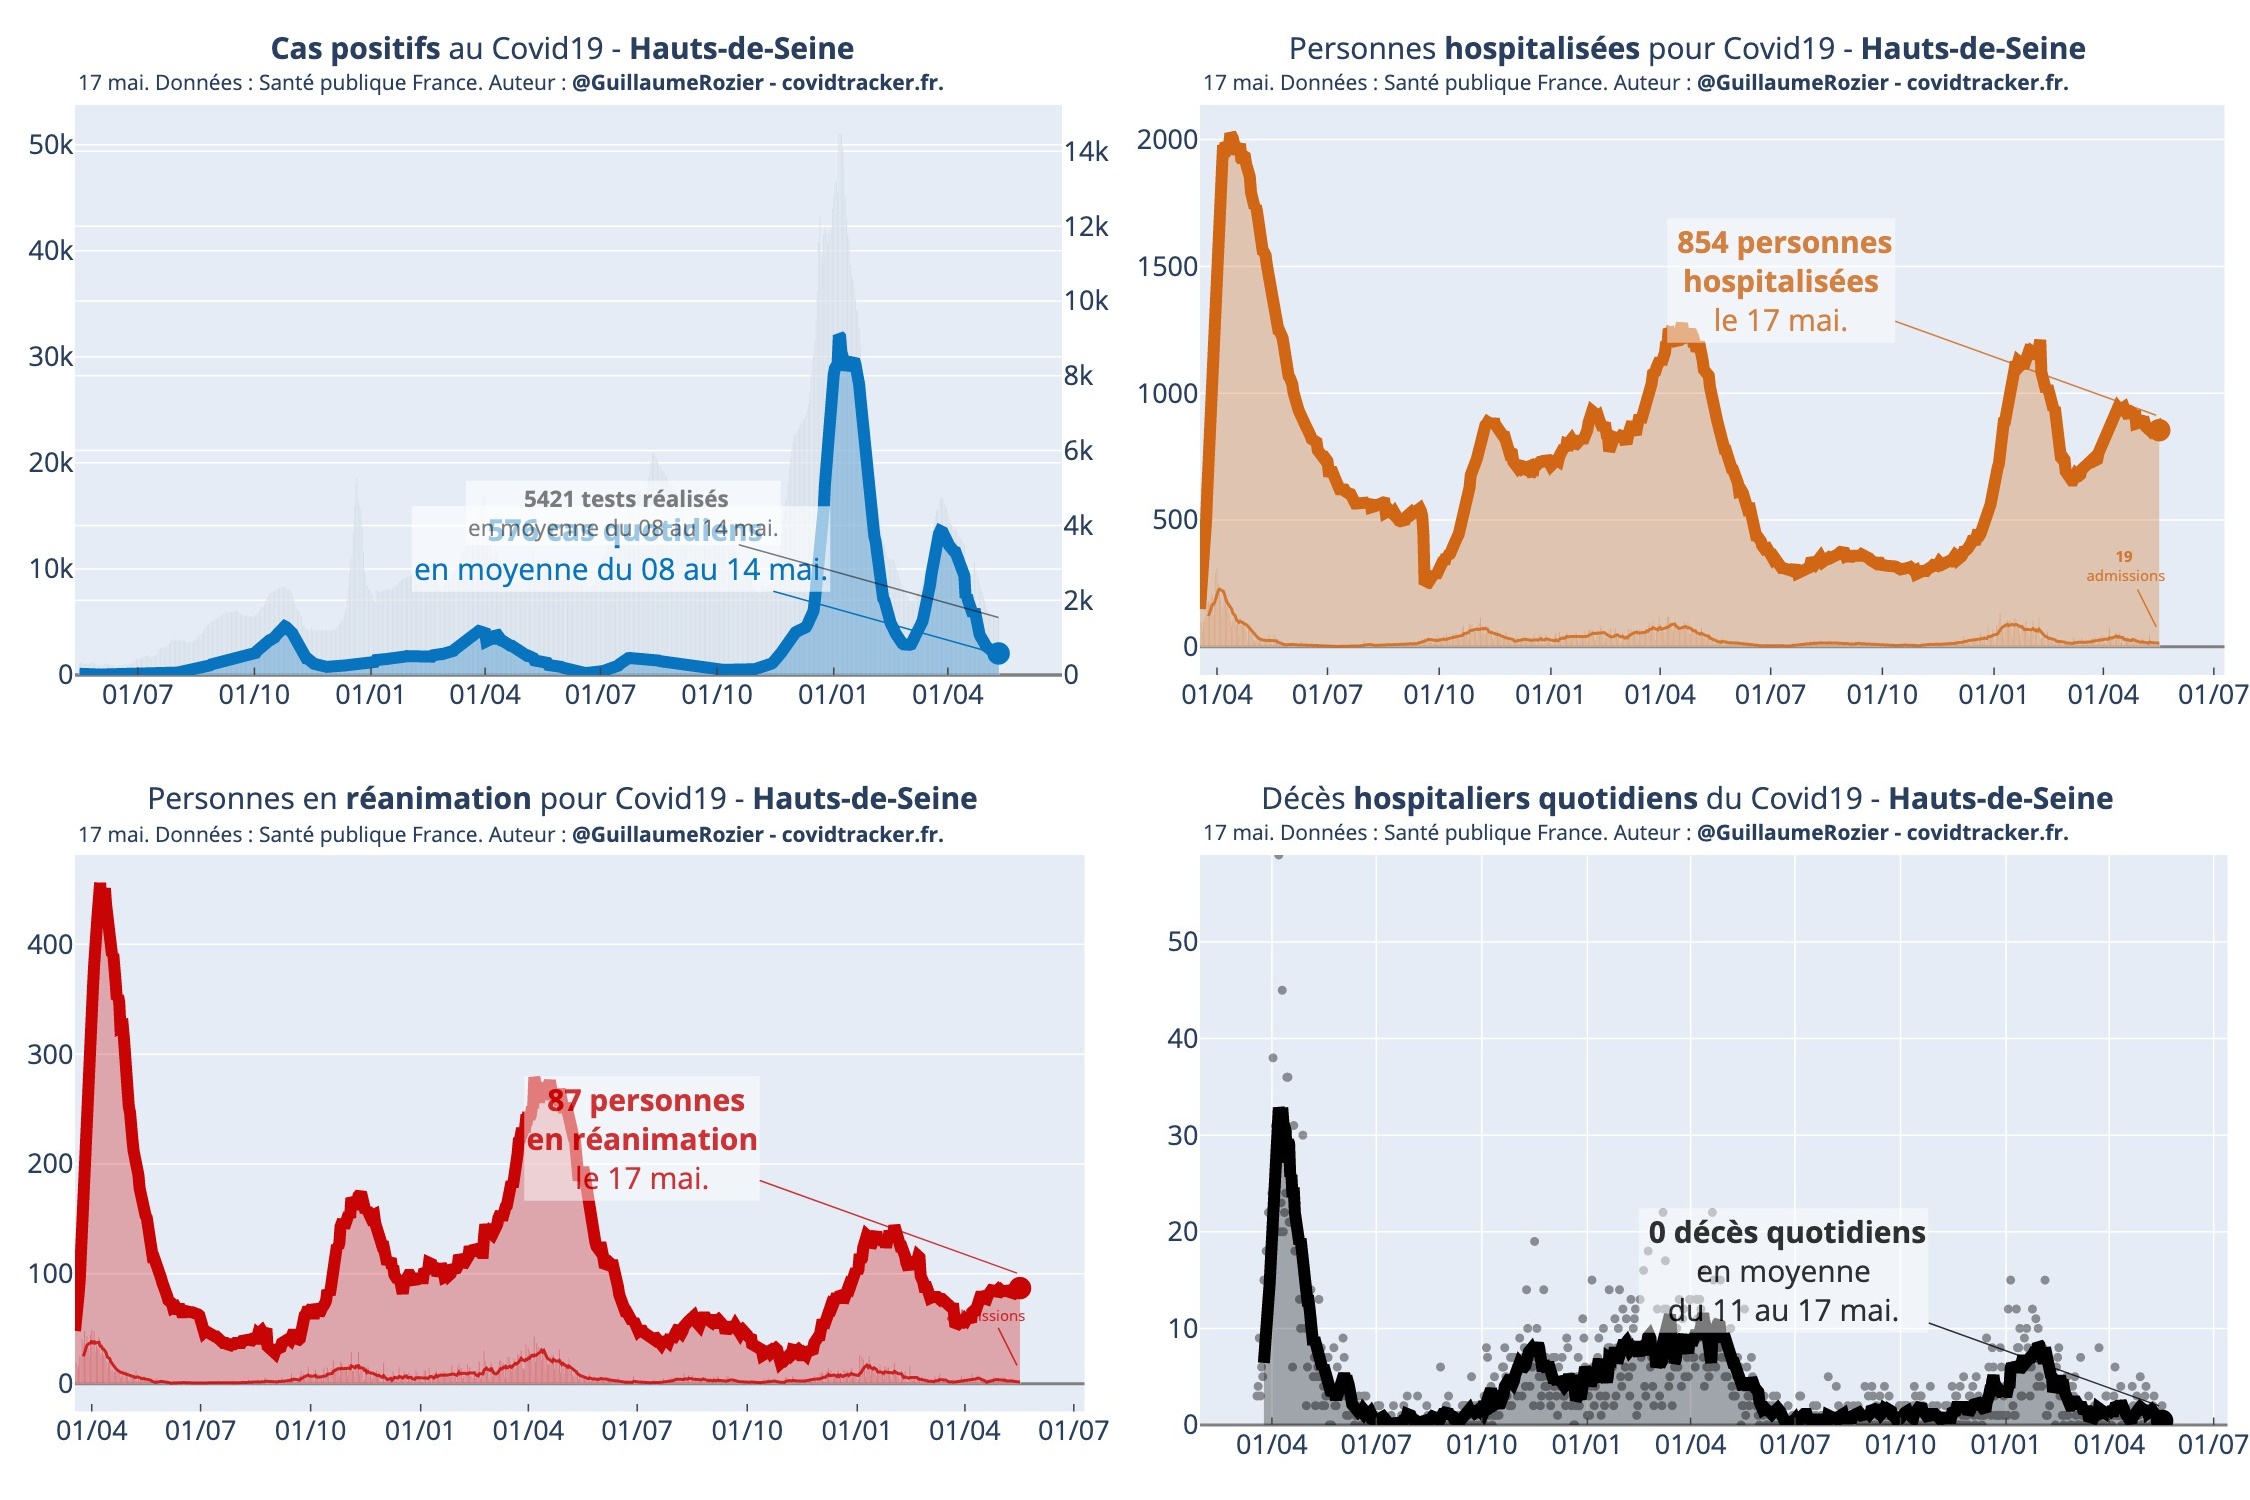 Cas positifs au Covid19 - Hauts-de-Seine
17 mai. Données : Santé publique France. Auteur : @GuillaumeRozier - covidtracker.fr.
50k
40k
30k
20k
10k
0
14k
12k
10k
8k
6k
4k
2k
0
5421 tests réalisés
en moyenne du 08 au 14 mai.
576 cas quotidiens
en moyenne du 08 au 14 mai.
01/07 01/10 01/01 01/04 01/07 01/10 01/01 01/04
Personnes hospitalisées pour Covid19 - Hauts-de-Seine
17 mai. Données : Santé publique France. Auteur : @GuillaumeRozier - covidtracker.fr.
2000
1500
1000
500
0
854 personnes
hospitalisées
le 17 mai.
19
admissions
01/04 01/07 01/10 01/01 01/04 01/07 01/10 01/01 01/04 01/07
Personnes en réanimation pour Covid19 - Hauts-de-Seine
17 mai. Données : Santé publique France. Auteur : @GuillaumeRozier - covidtracker.fr.
400
300
200
100
0
87 personnes
en réanimation
le 17 mai.
ssions
01/04 01/07 01/10 01/01 01/04 01/07 01/10 01/01 01/04 01/07
Décès hospitaliers quotidiens du Covid19 - Hauts-de-Seine
17 mai. Données : Santé publique France. Auteur : @GuillaumeRozier - covidtracker.fr.
50
40
30
20
10
0
0 décès quotidiens
en moyenne
du 11 au 17 mai.
01/04 01/07 01/10 01/01 01/04 01/07 01/10 01/01 01/04 01/07